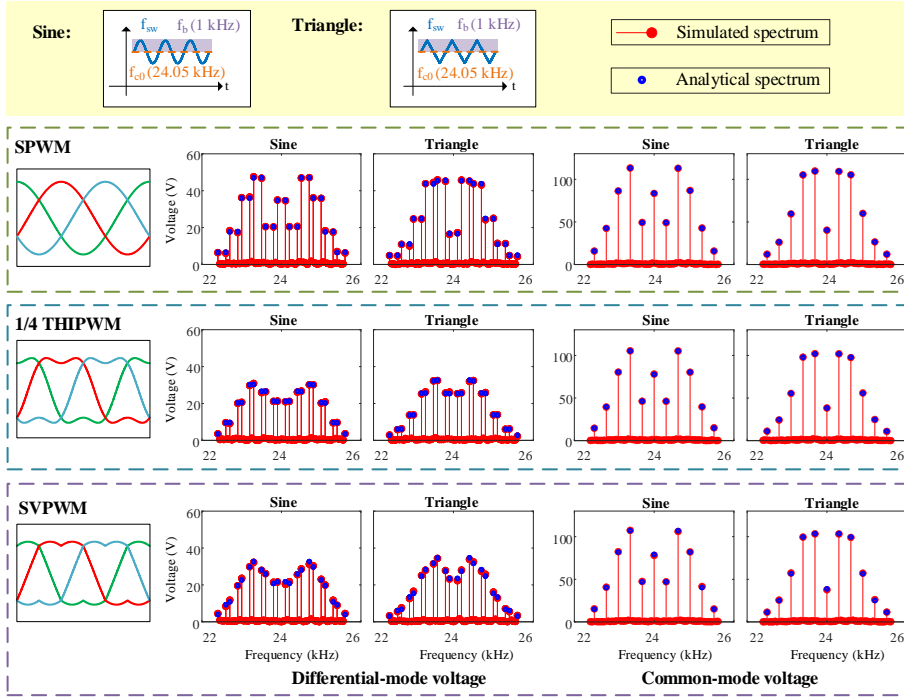 Sine:
f_sw f_b (1 kHz)
f_c0 (24.05 kHz)
t
Triangle:
f_sw f_b (1 kHz)
f_c0 (24.05 kHz)
t
Simulated spectrum
Analytical spectrum
SPWM
Sine
Triangle
Sine
Triangle
Voltage (V)
60
40
20
0
22 24 26
22 24 26
100
50
0
22 24 26
22 24 26
1/4 THIPWM
Sine
Triangle
Sine
Triangle
Voltage (V)
60
40
20
0
22 24 26
22 24 26
100
50
0
22 24 26
22 24 26
SVPWM
Sine
Triangle
Sine
Triangle
Voltage (V)
60
40
20
0
22 24 26
22 24 26
100
50
0
22 24 26
22 24 26
Frequency (kHz)
Frequency (kHz)
Frequency (kHz)
Frequency (kHz)
Differential-mode voltage
Common-mode voltage